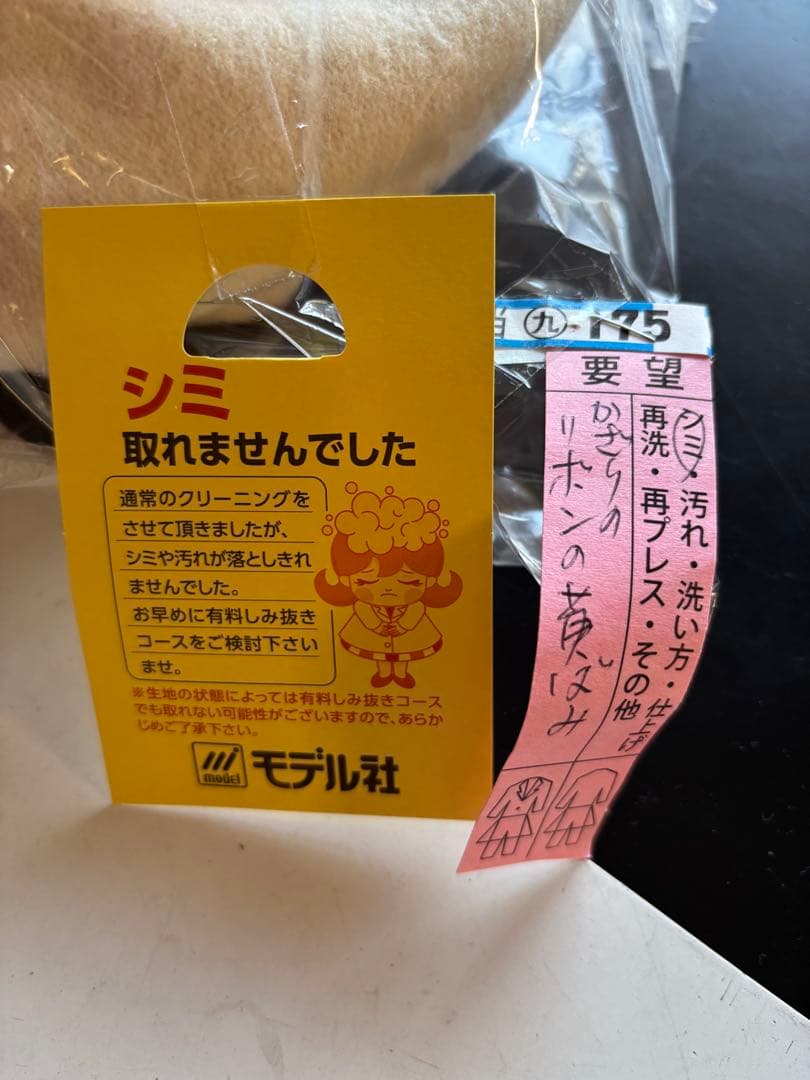 シミ
取れませんでした
通常のクリーニングを
させて頂きましたが、
シミや汚れが落としきれ
ませんでした。
お早めに有料しみ抜き
コースをご検討下さい
ませ。
※生地の状態によっては有料しみ抜きコース
でも取れない可能性がございますので、あらか
じめご了承下さい。
model
モデル社
㊈-175
要望
シミ・汚れ・洗い方・仕上げ
再洗・再プレス・その他
かざりの
リボンの黄ばみ